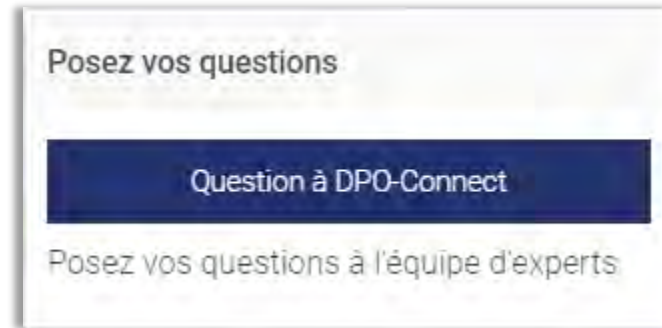 Posez vos questions
Question à DPO-Connect
Posez vos questions à l'équipe d'experts